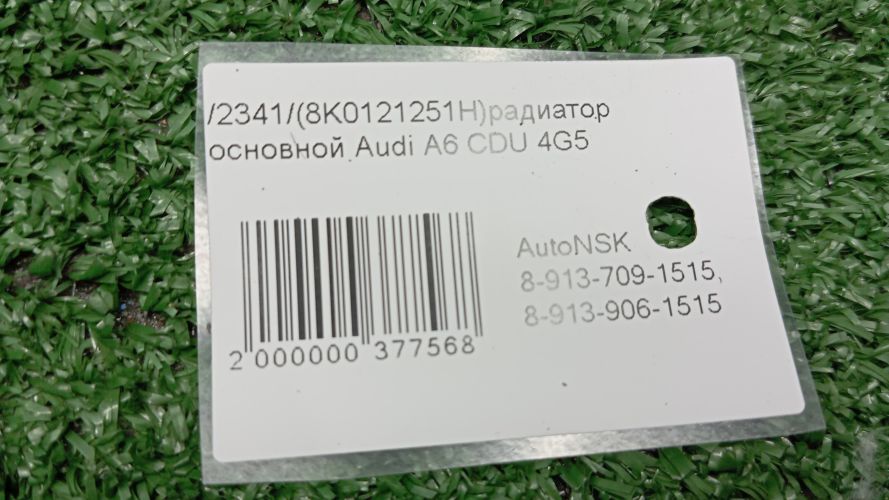 /2341/(8K0121251H)радиатор
основной Audi A6 CDU 4G5
AutoNSK
8-913-709-1515,
8-913-906-1515
2 000000 377568